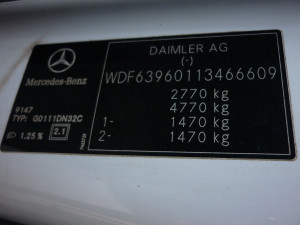 DAIMLER AG
(-)
Mercedes-Benz
WDF63960113466609
2770 kg
4770 kg
1- 1470 kg
2- 1470 kg
9147
TYP: G0111DN32C
1.25% 2.1